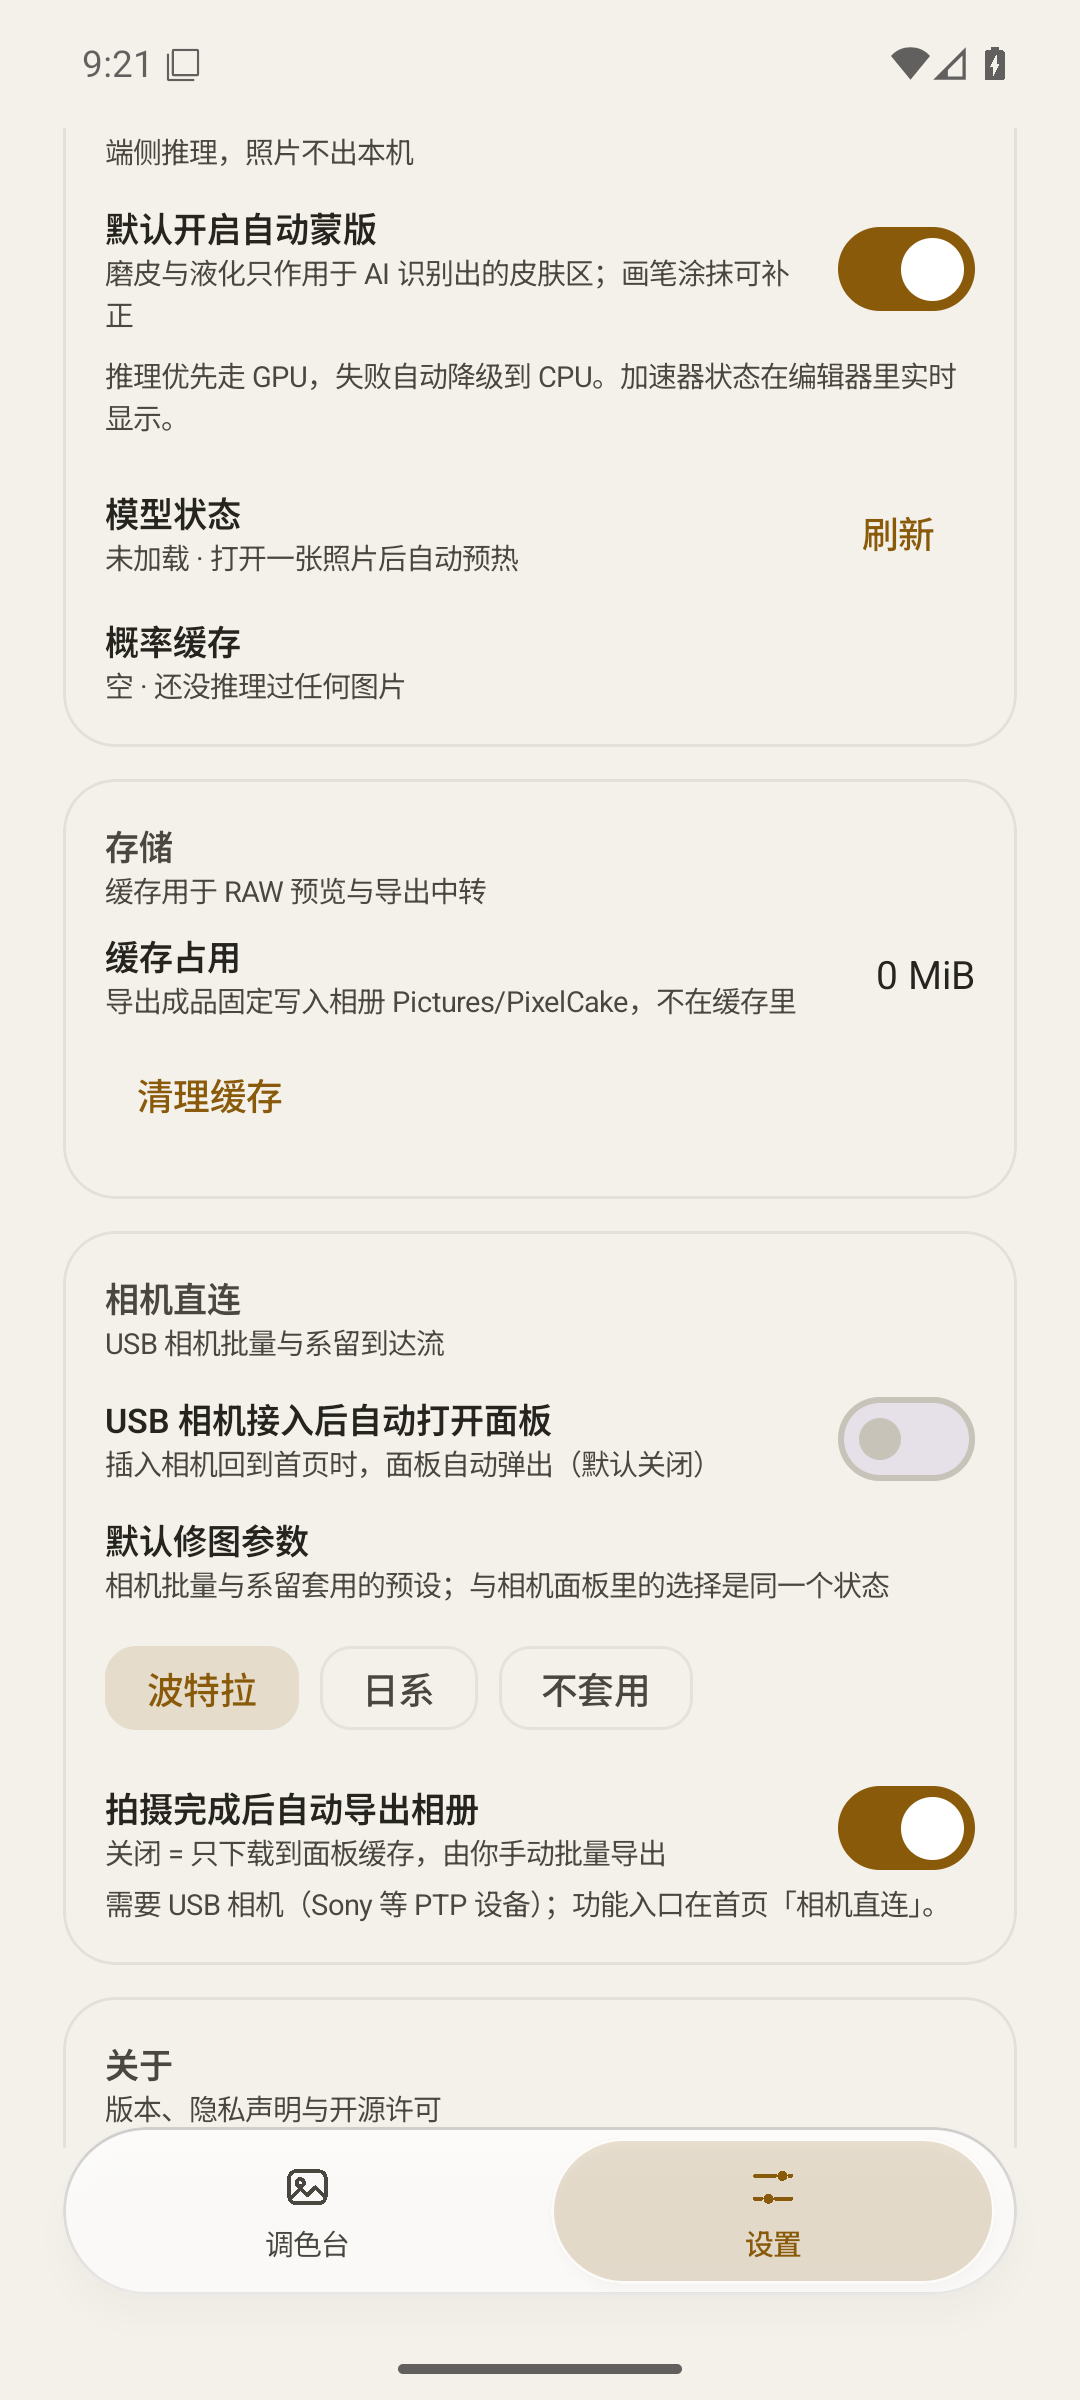 9:21
端侧推理，照片不出本机
默认开启自动蒙版
磨皮与液化只作用于 AI 识别出的皮肤区；画笔涂抹可补
正
推理优先走 GPU，失败自动降级到 CPU。加速器状态在编辑器里实时
显示。
模型状态
未加载 · 打开一张照片后自动预热
刷新
概率缓存
空 · 还没推理过任何图片
存储
缓存用于 RAW 预览与导出中转
缓存占用
导出成品固定写入相册 Pictures/PixelCake，不在缓存里
0 MiB
清理缓存
相机直连
USB 相机批量与系留到达流
USB 相机接入后自动打开面板
插入相机回到首页时，面板自动弹出（默认关闭）
默认修图参数
相机批量与系留套用的预设；与相机面板里的选择是同一个状态
波特拉
日系
不套用
拍摄完成后自动导出相册
关闭 = 只下载到面板缓存，由你手动批量导出
需要 USB 相机（Sony 等 PTP 设备）；功能入口在首页「相机直连」。
关于
版本、隐私声明与开源许可
调色台
设置